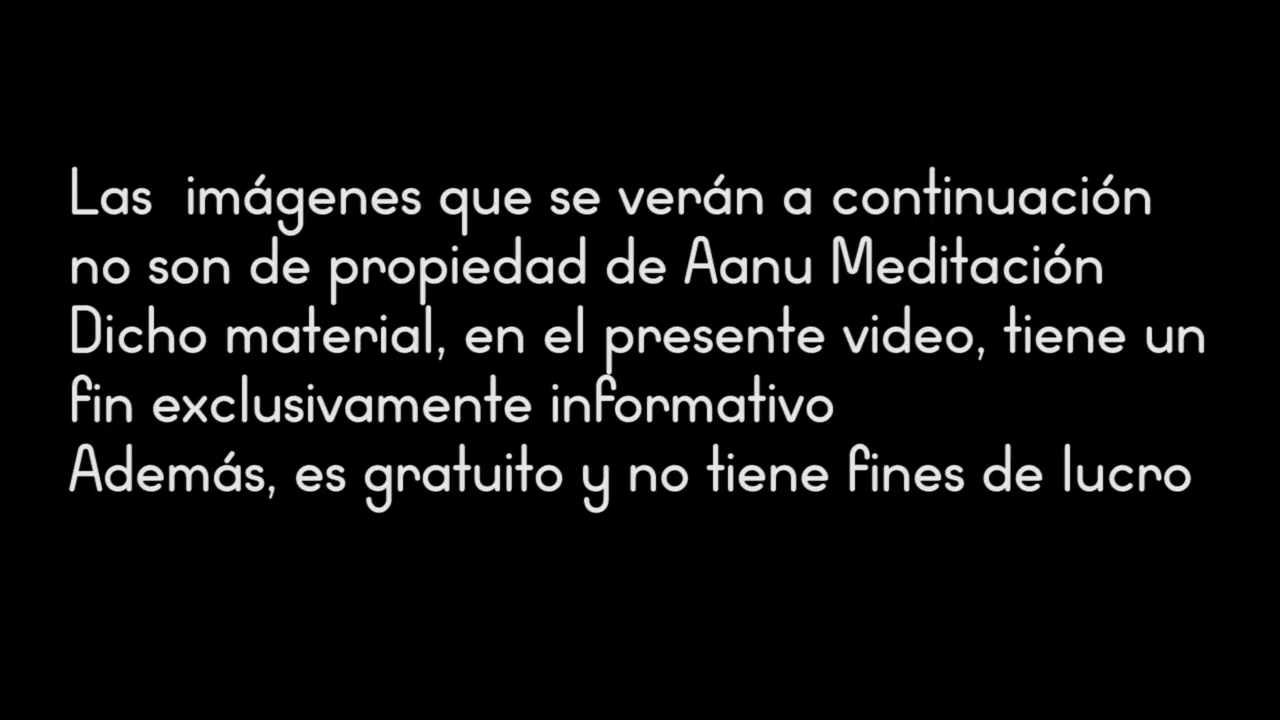 Las  imágenes que se verán a continuación
no son de propiedad de Aanu Meditación
Dicho material, en el presente video, tiene un
fin exclusivamente informativo
Además, es gratuito y no tiene fines de lucro